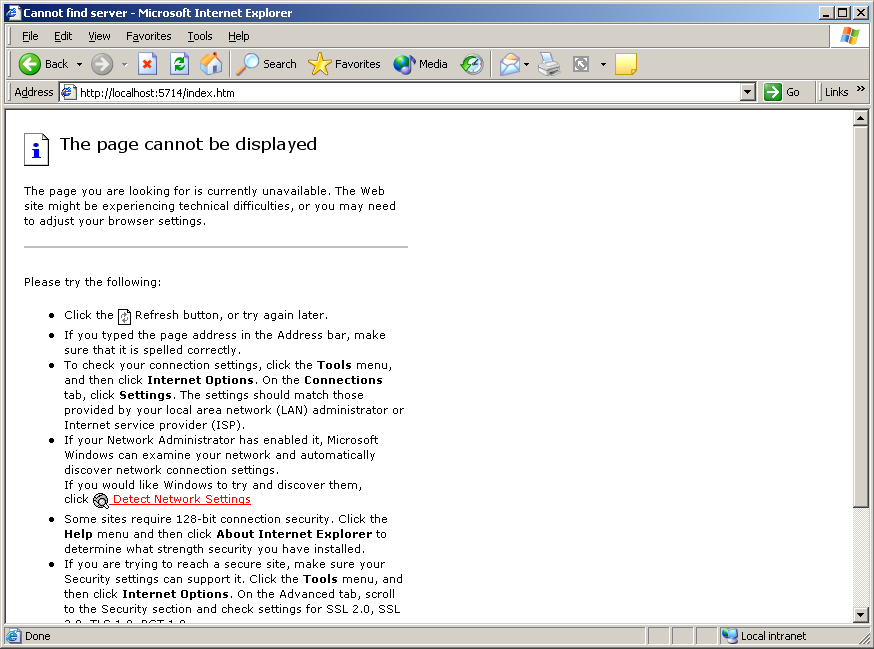 Cannot find server - Microsoft Internet Explorer
File Edit View Favorites Tools Help
Back Search Favorites Media
Address http://localhost:5714/index.htm Go Links »
The page cannot be displayed
The page you are looking for is currently unavailable. The Web
site might be experiencing technical difficulties, or you may need
to adjust your browser settings.
Please try the following:
• Click the Refresh button, or try again later.
• If you typed the page address in the Address bar, make
sure that it is spelled correctly.
• To check your connection settings, click the Tools menu,
and then click Internet Options. On the Connections
tab, click Settings. The settings should match those
provided by your local area network (LAN) administrator or
Internet service provider (ISP).
• If your Network Administrator has enabled it, Microsoft
Windows can examine your network and automatically
discover network connection settings.
If you would like Windows to try and discover them,
click Detect Network Settings
• Some sites require 128-bit connection security. Click the
Help menu and then click About Internet Explorer to
determine what strength security you have installed.
• If you are trying to reach a secure site, make sure your
Security settings can support it. Click the Tools menu, and
then click Internet Options. On the Advanced tab, scroll
to the Security section and check settings for SSL 2.0, SSL
Done Local intranet